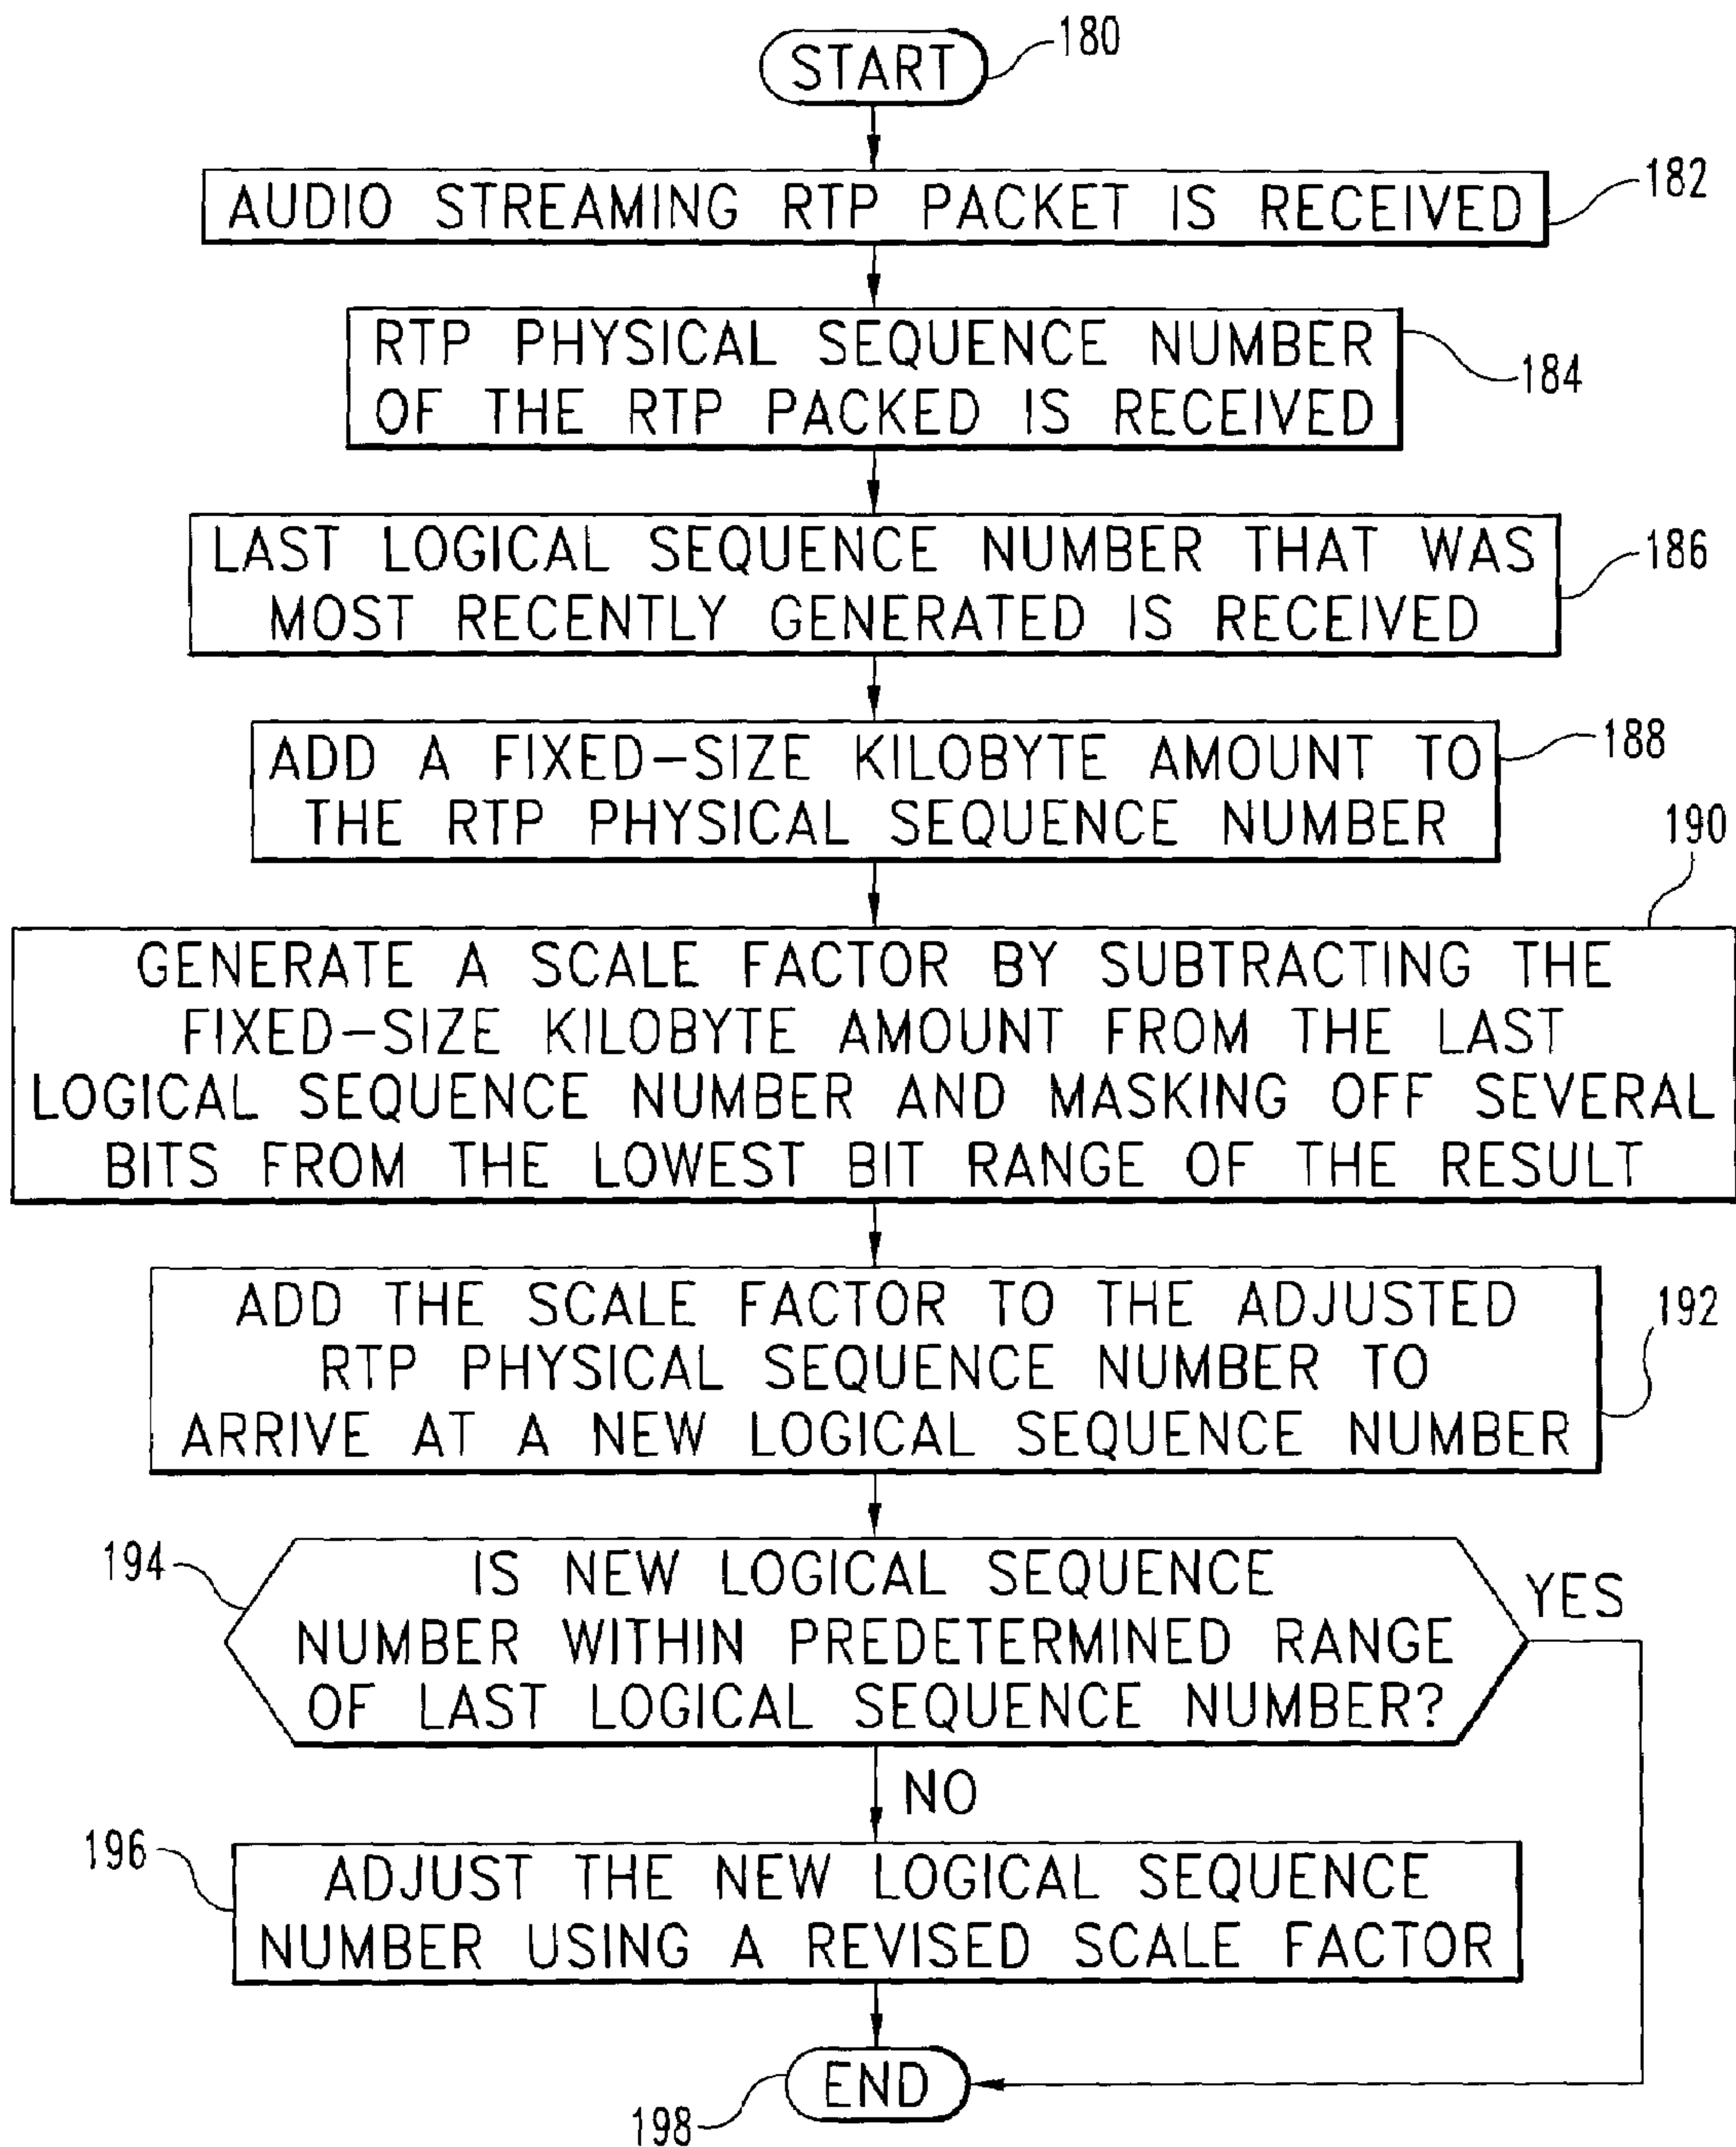 START
180
AUDIO STREAMING RTP PACKET IS RECEIVED
182
RTP PHYSICAL SEQUENCE NUMBER
OF THE RTP PACKED IS RECEIVED
184
LAST LOGICAL SEQUENCE NUMBER THAT WAS
MOST RECENTLY GENERATED IS RECEIVED
186
ADD A FIXED-SIZE KILOBYTE AMOUNT TO
THE RTP PHYSICAL SEQUENCE NUMBER
188
190
GENERATE A SCALE FACTOR BY SUBTRACTING THE
FIXED-SIZE KILOBYTE AMOUNT FROM THE LAST
LOGICAL SEQUENCE NUMBER AND MASKING OFF SEVERAL
BITS FROM THE LOWEST BIT RANGE OF THE RESULT
ADD THE SCALE FACTOR TO THE ADJUSTED
RTP PHYSICAL SEQUENCE NUMBER TO
ARRIVE AT A NEW LOGICAL SEQUENCE NUMBER
192
194
IS NEW LOGICAL SEQUENCE
NUMBER WITHIN PREDETERMINED RANGE
OF LAST LOGICAL SEQUENCE NUMBER?
YES
NO
196
ADJUST THE NEW LOGICAL SEQUENCE
NUMBER USING A REVISED SCALE FACTOR
END
198